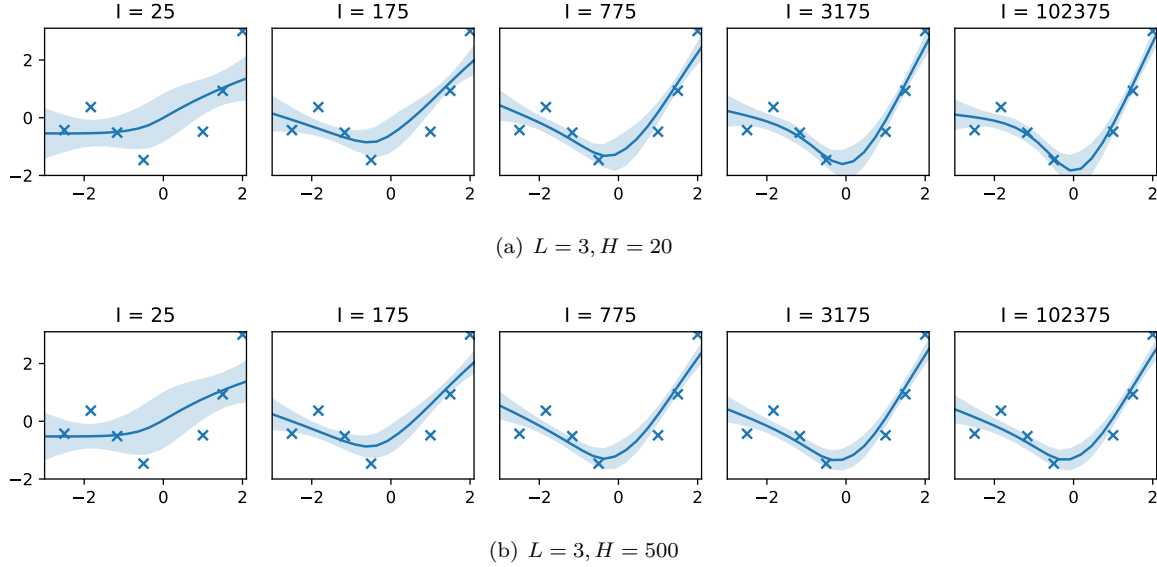 I = 25 I = 175 I = 775 I = 3175 I = 102375
2
0
−2
−2 0 2 −2 0 2 −2 0 2 −2 0 2 −2 0 2
(a) L = 3, H = 20
I = 25 I = 175 I = 775 I = 3175 I = 102375
2
0
−2
−2 0 2 −2 0 2 −2 0 2 −2 0 2 −2 0 2
(b) L = 3, H = 500